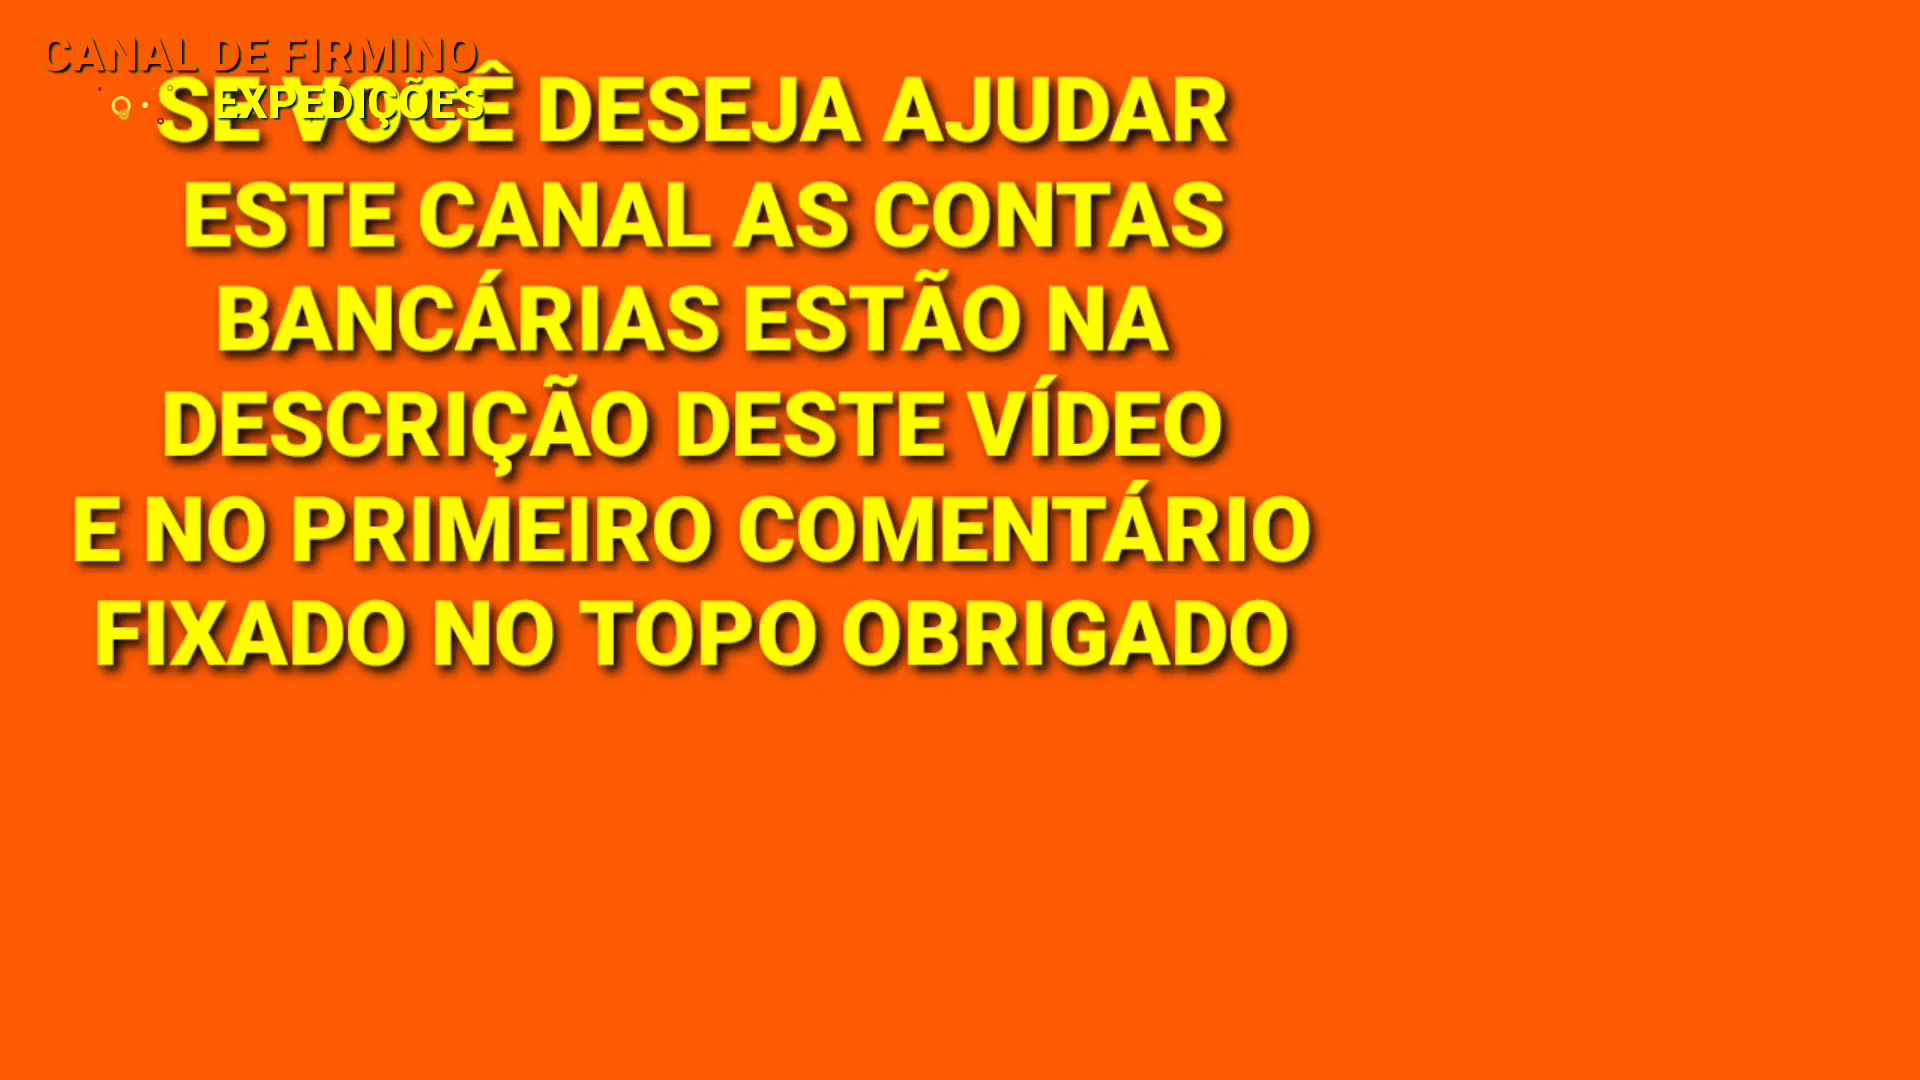 CANAL DE FIRMINO
EXPEDIÇÕES
SE VOCÊ DESEJA AJUDAR
ESTE CANAL AS CONTAS
BANCÁRIAS ESTÃO NA
DESCRIÇÃO DESTE VÍDEO
E NO PRIMEIRO COMENTÁRIO
FIXADO NO TOPO OBRIGADO